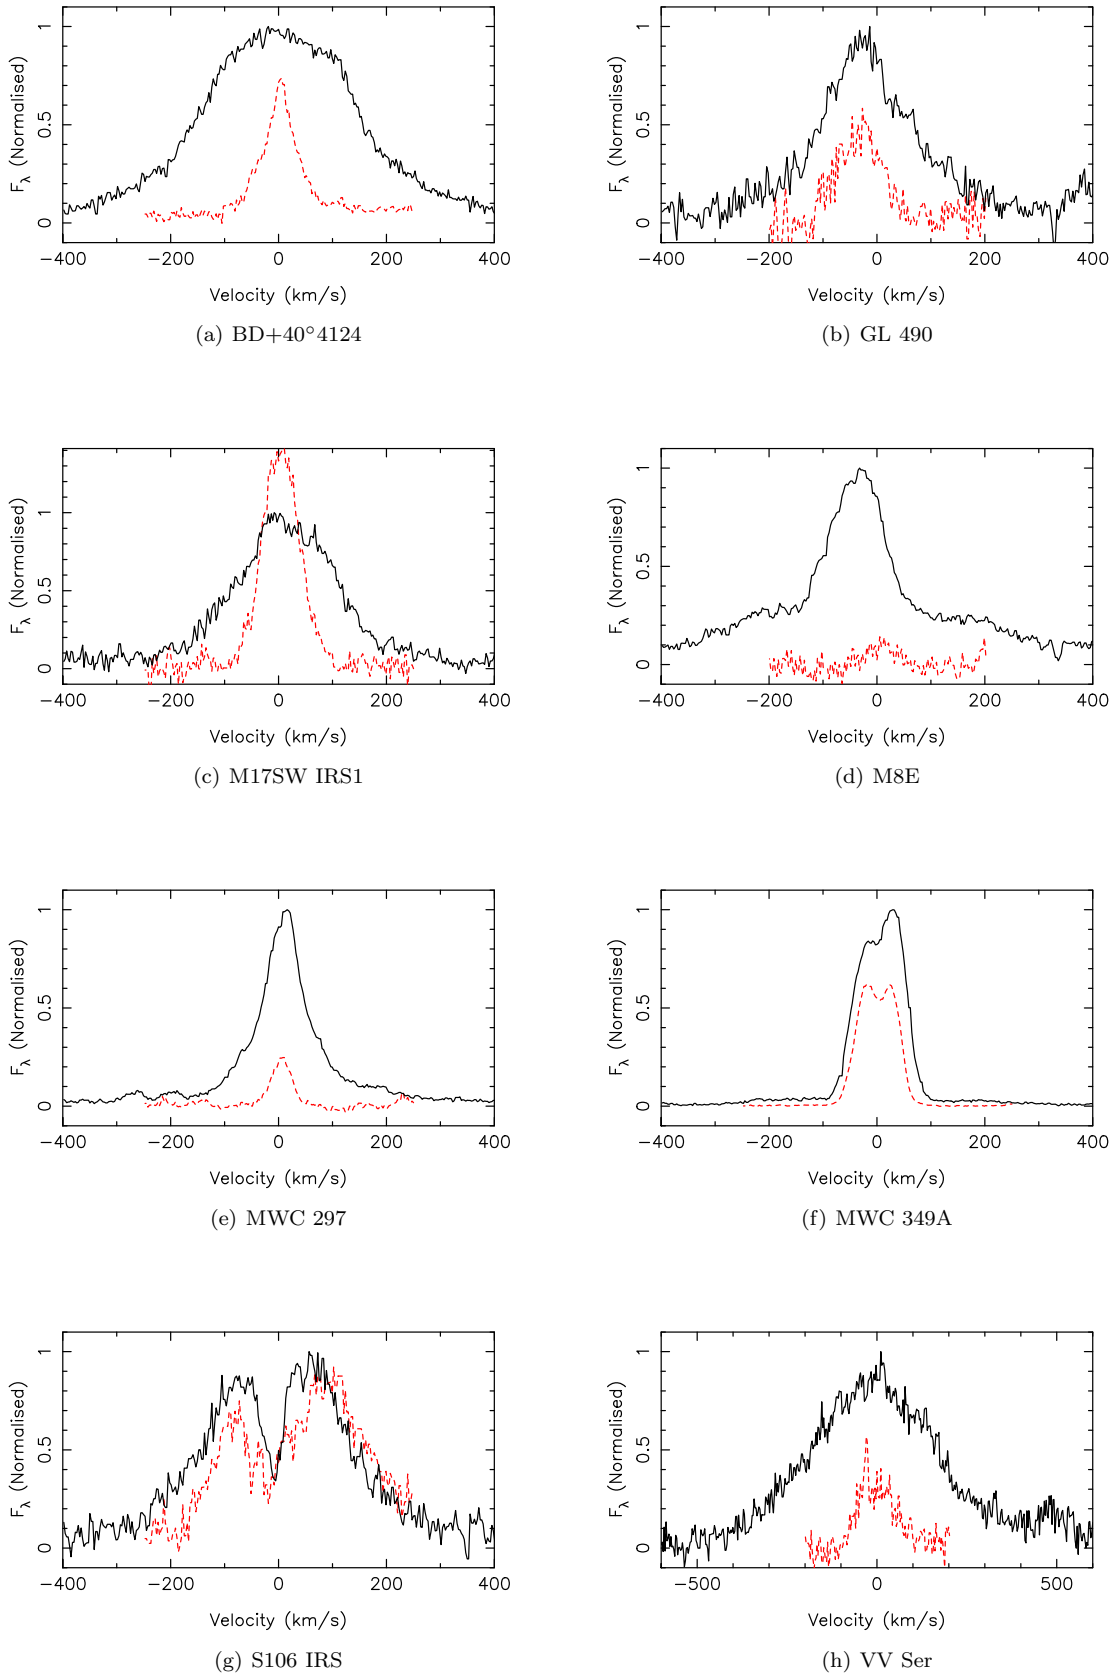 F_λ (Normalised)
1
0.5
0
−400 −200 0 200 400
Velocity (km/s)
(a) BD+40°4124
F_λ (Normalised)
1
0.5
0
−400 −200 0 200 400
Velocity (km/s)
(b) GL 490
F_λ (Normalised)
1
0.5
0
−400 −200 0 200 400
Velocity (km/s)
(c) M17SW IRS1
F_λ (Normalised)
1
0.5
0
−400 −200 0 200 400
Velocity (km/s)
(d) M8E
F_λ (Normalised)
1
0.5
0
−400 −200 0 200 400
Velocity (km/s)
(e) MWC 297
F_λ (Normalised)
1
0.5
0
−400 −200 0 200 400
Velocity (km/s)
(f) MWC 349A
F_λ (Normalised)
1
0.5
0
−400 −200 0 200 400
Velocity (km/s)
(g) S106 IRS
F_λ (Normalised)
1
0.5
0
−500 0 500
Velocity (km/s)
(h) VV Ser